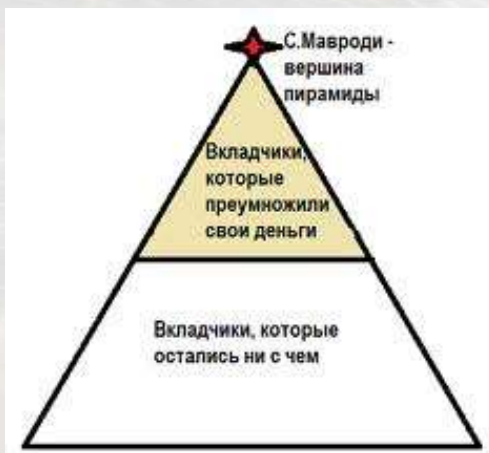 С.Мавроди -
вершина
пирамиды
Вкладчики,
которые
преумножили
свои деньги
Вкладчики, которые
остались ни с чем